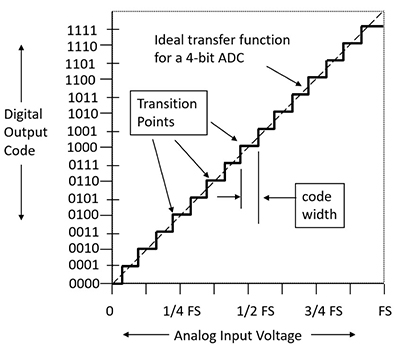 1111
1110
1101
1100
1011
1010
1001
1000
0111
0110
0101
0100
0011
0010
0001
0000
Digital
Output
Code
Ideal transfer function
for a 4-bit ADC
Transition
Points
code
width
0 1/4 FS 1/2 FS 3/4 FS FS
Analog Input Voltage